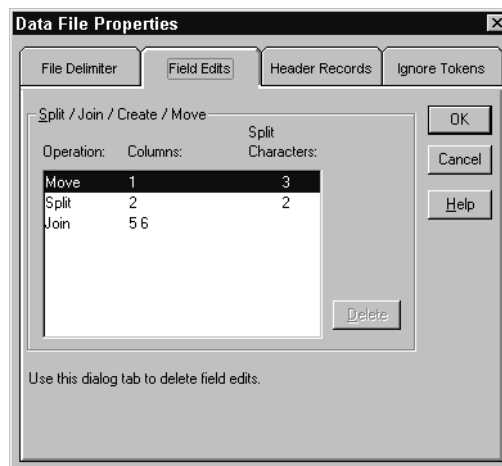 Data File Properties
File Delimiter Field Edits Header Records Ignore Tokens
Split / Join / Create / Move
Split
Operation: Columns: Characters:
Move 1 3
Split 2 2
Join 5 6
Delete
Use this dialog tab to delete field edits.
OK
Cancel
Help